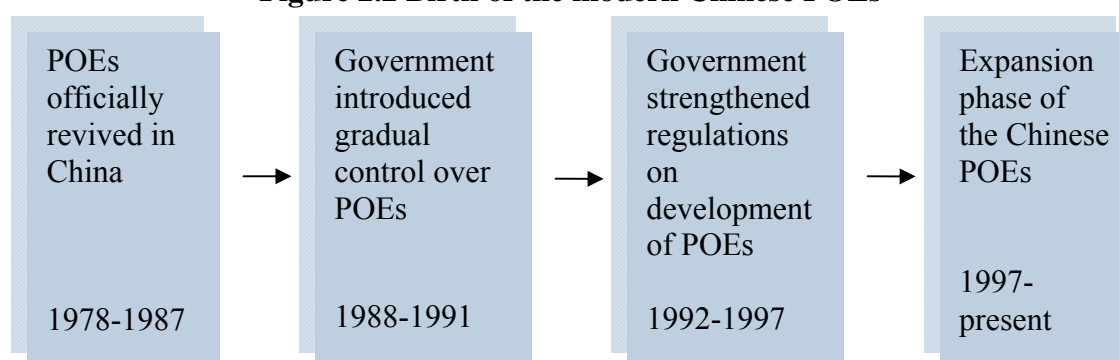 Figure 2.2 Birth of the modern Chinese POEs
POEs
officially
revived in
China
1978-1987
Government
introduced
gradual
control over
POEs
1988-1991
Government
strengthened
regulations
on
development
of POEs
1992-1997
Expansion
phase of
the Chinese
POEs
1997-
present